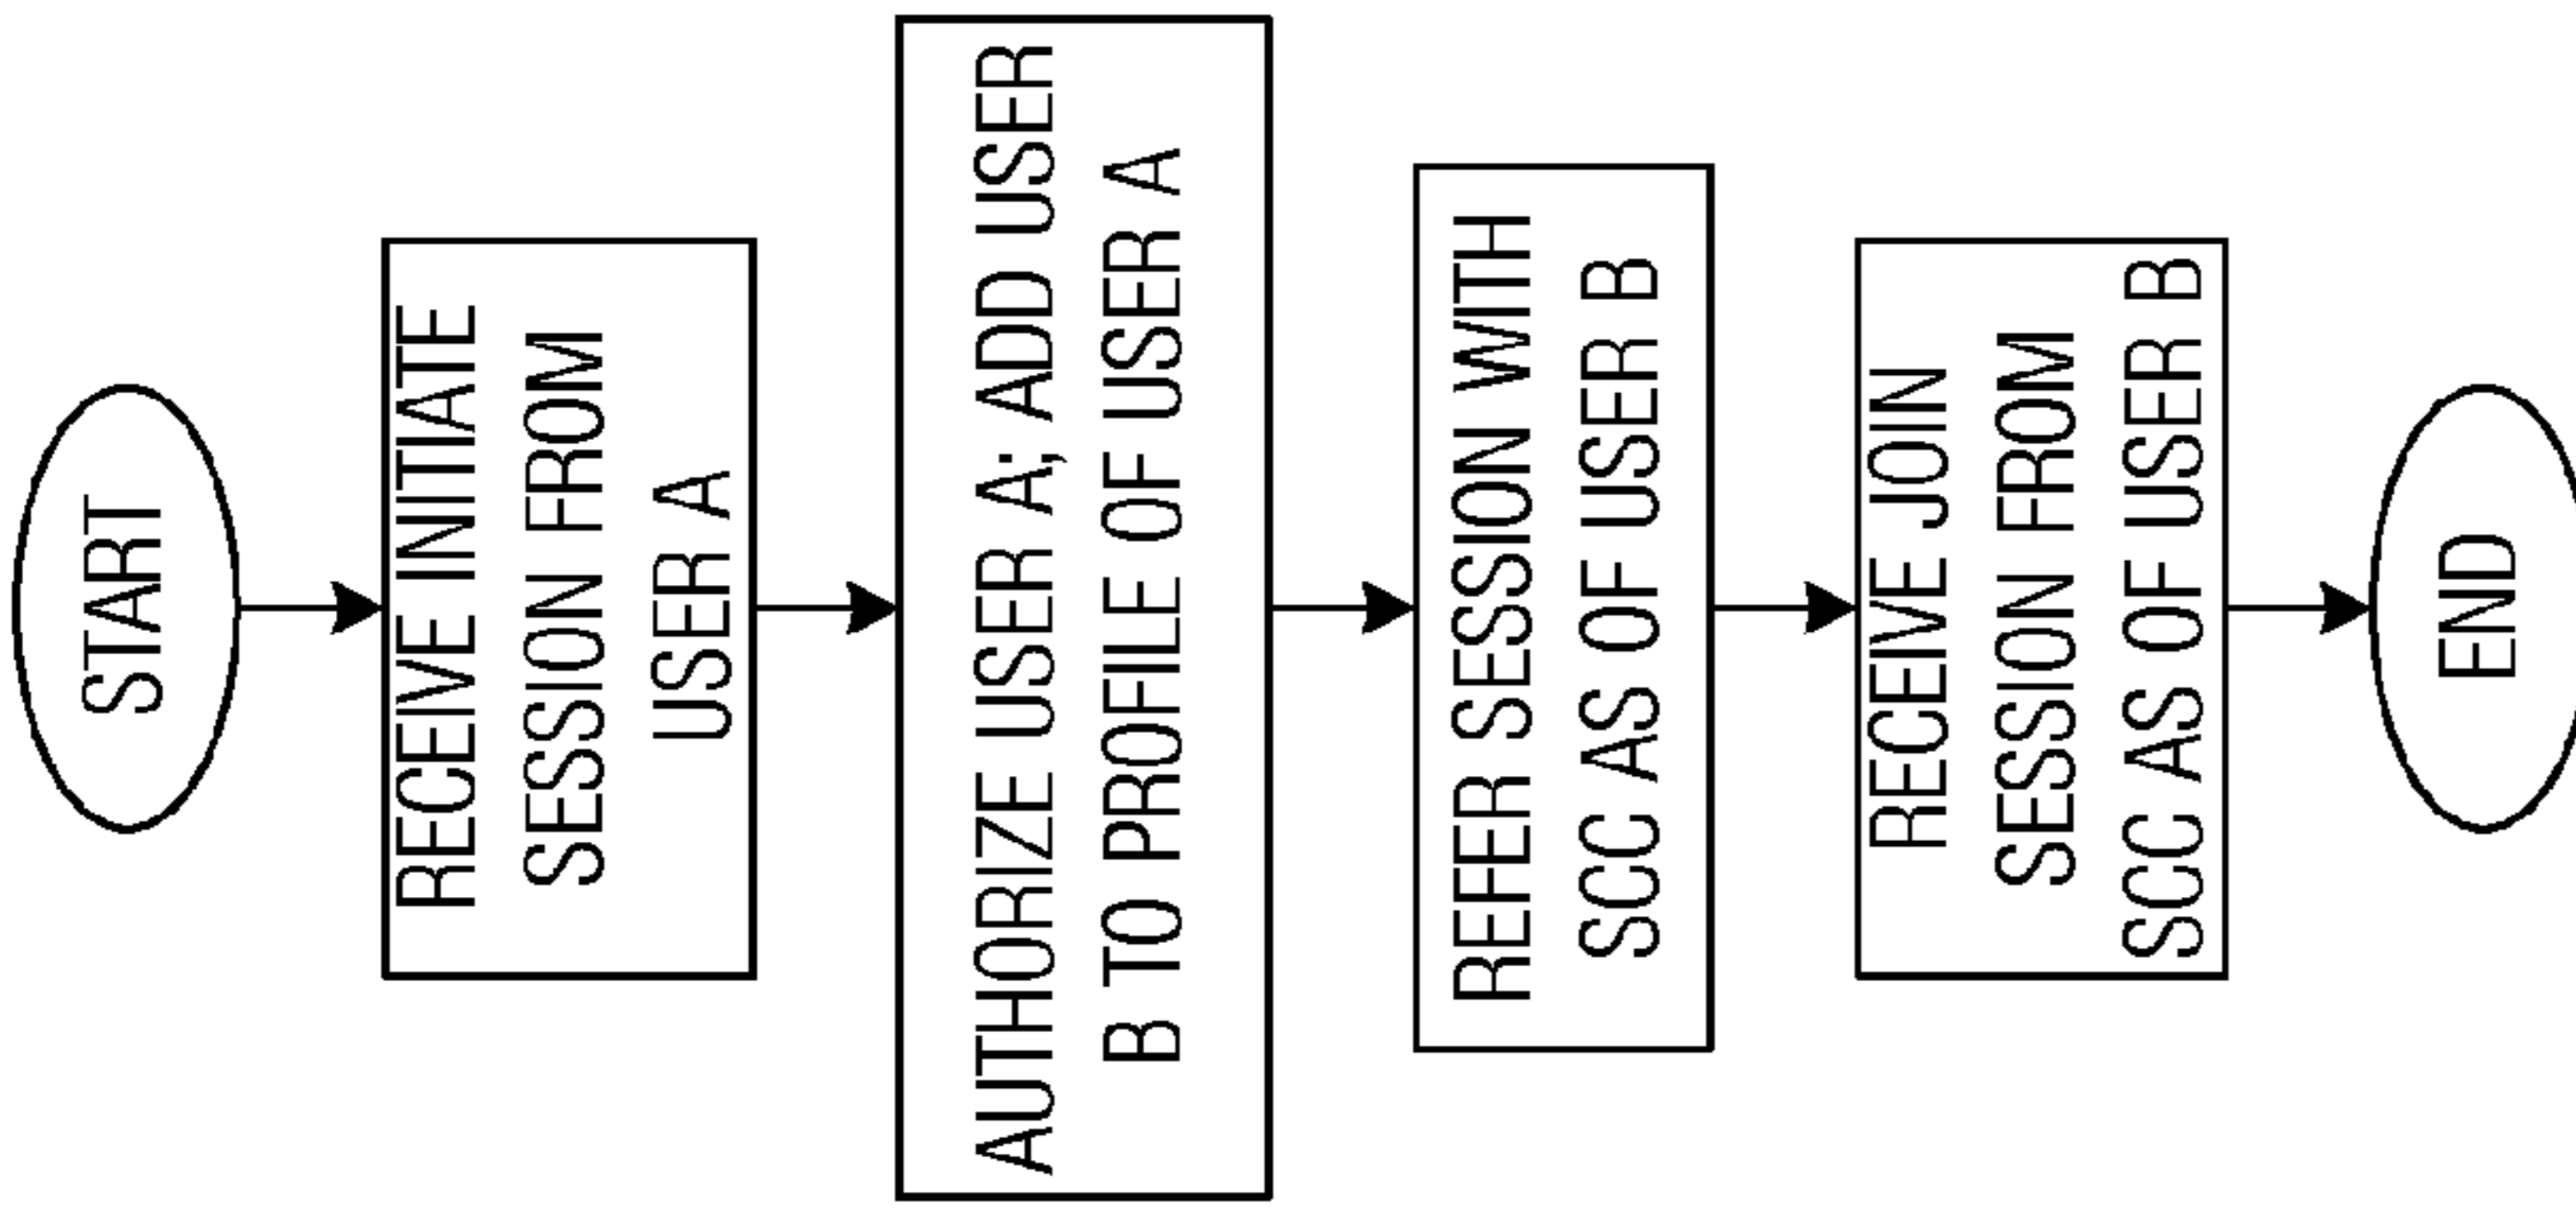 START
RECEIVE INITIATE
SESSION FROM
USER A
AUTHORIZE USER A; ADD USER
B TO PROFILE OF USER A
REFER SESSION WITH
SCC AS OF USER B
RECEIVE JOIN
SESSION FROM
SCC AS OF USER B
END